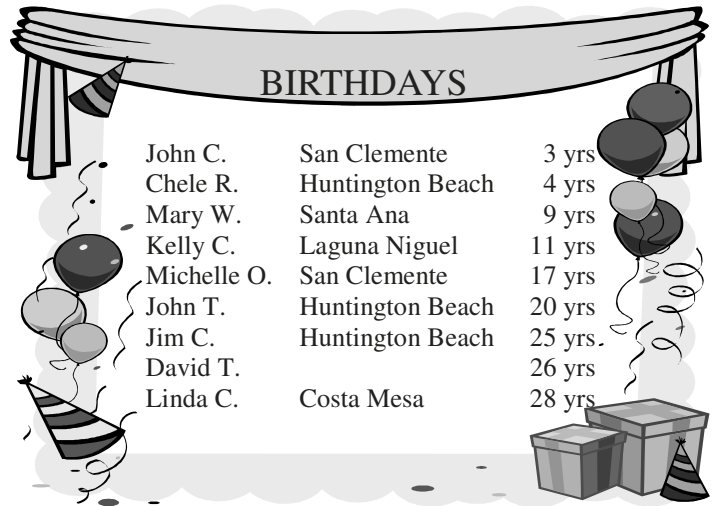 BIRTHDAYS
John C. San Clemente 3 yrs
Chele R. Huntington Beach 4 yrs
Mary W. Santa Ana 9 yrs
Kelly C. Laguna Niguel 11 yrs
Michelle O. San Clemente 17 yrs
John T. Huntington Beach 20 yrs
Jim C. Huntington Beach 25 yrs
David T. 26 yrs
Linda C. Costa Mesa 28 yrs